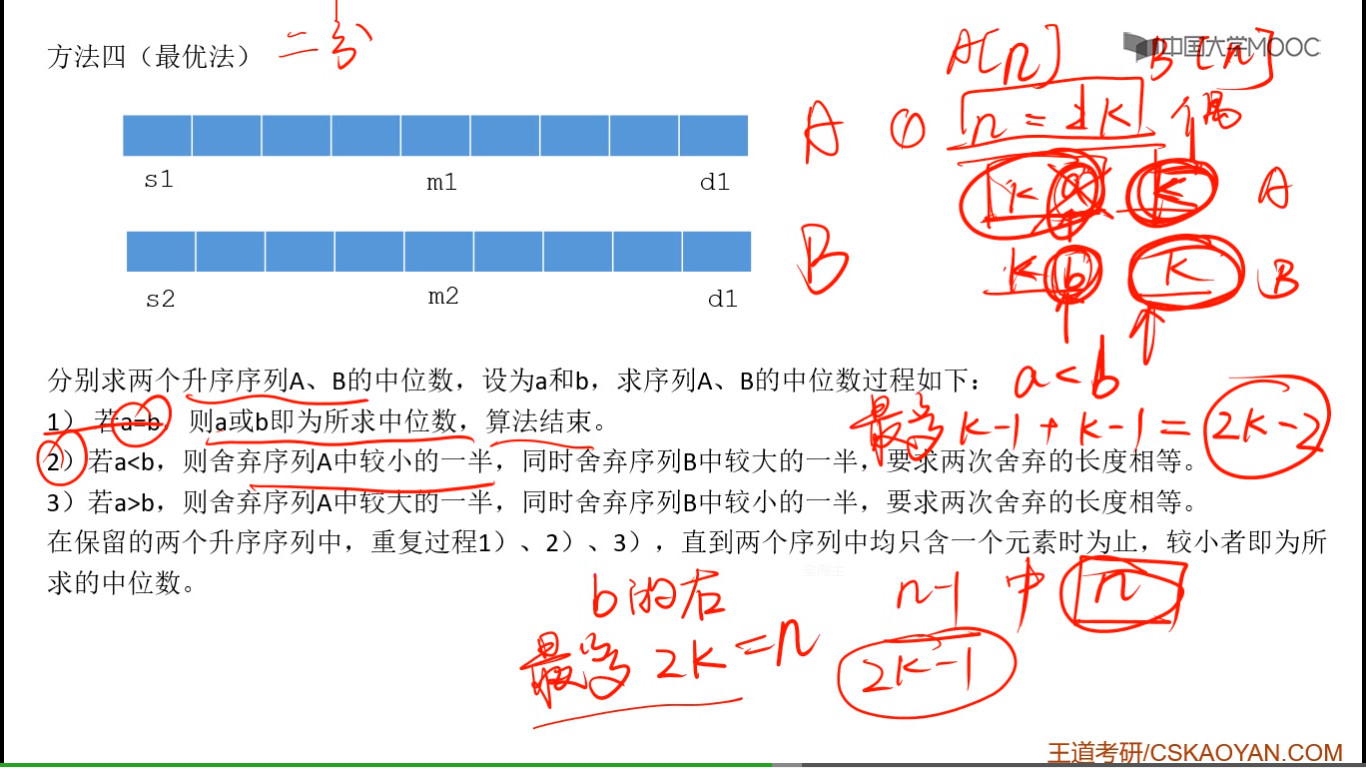 方法四（最优法） 二分
中国大学MOOC
A[n] B[n]
A ① n = 2k 偶
s1 m1 d1
k a k A
B
k b k B
s2 m2 d1
分别求两个升序序列A、B的中位数，设为a和b，求序列A、B的中位数过程如下：
a<b
1） 若a=b，则a或b即为所求中位数，算法结束。
最多 k-1+k-1=2k-2
2）若a<b，则舍弃序列A中较小的一半，同时舍弃序列B中较大的一半，要求两次舍弃的长度相等。
3）若a>b，则舍弃序列A中较大的一半，同时舍弃序列B中较小的一半，要求两次舍弃的长度相等。
在保留的两个升序序列中，重复过程1）、2）、3），直到两个序列中均只含一个元素时为止，较小者即为所
求的中位数。
b的右 n-1 中 n
最多 2k=n 2k-1
王道考研/CSKAOYAN.COM